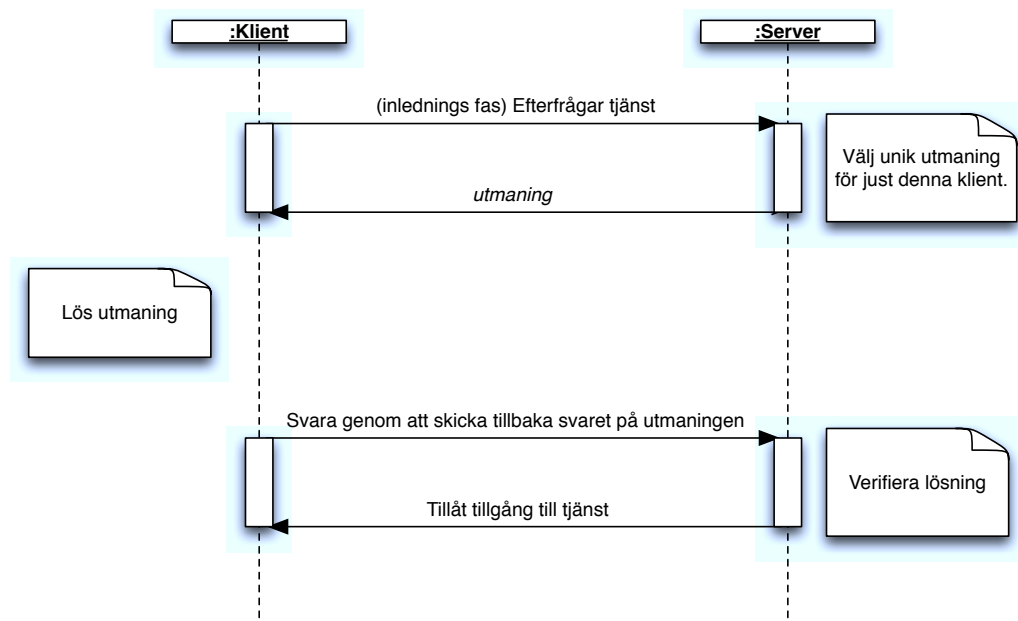 :Klient
:Server
(inlednings fas) Efterfrågar tjänst
Välj unik utmaning
för just denna klient.
utmaning
Lös utmaning
Svara genom att skicka tillbaka svaret på utmaningen
Verifiera lösning
Tillåt tillgång till tjänst